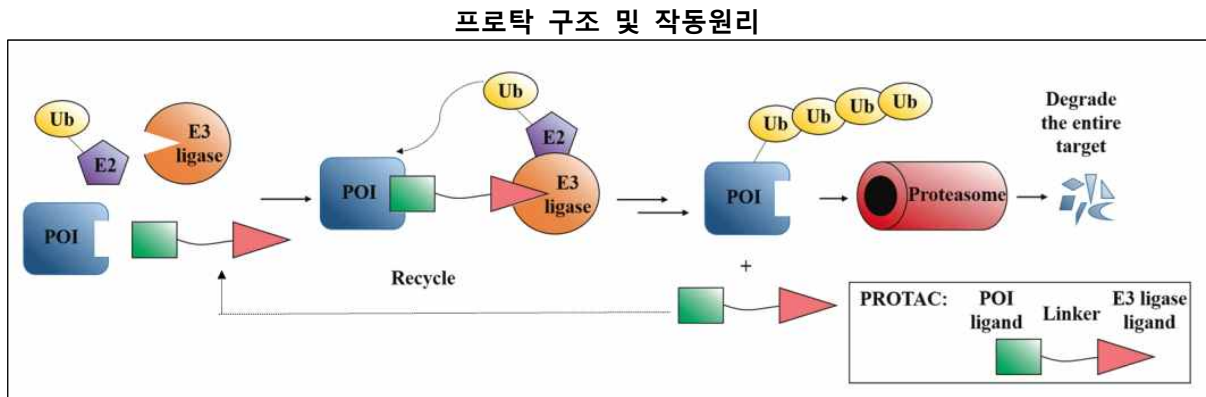 프로탁 구조 및 작동원리
Ub
E2
E3
ligase
POI
POI
Ub
E2
E3
ligase
Recycle
Ub
Ub
Ub
Ub
POI
+
Proteasome
Degrade
the entire
target
PROTAC:
POI
ligand
Linker
E3 ligase
ligand